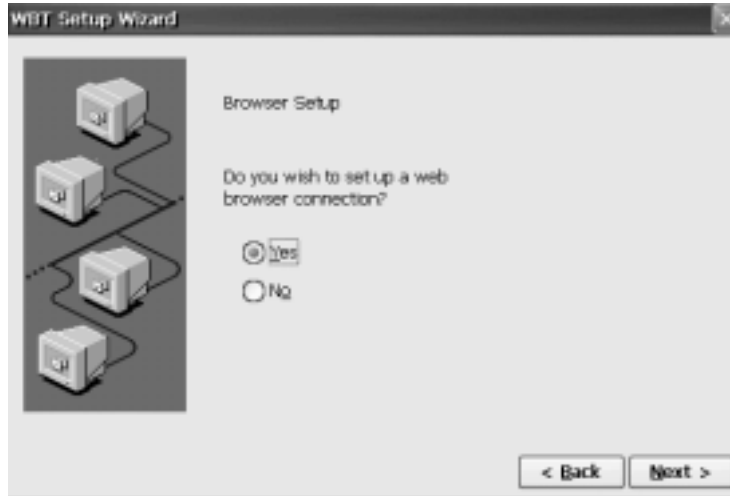 WBT Setup Wizard
Browser Setup
Do you wish to set up a web
browser connection?
Yes
No
< Back
Next >